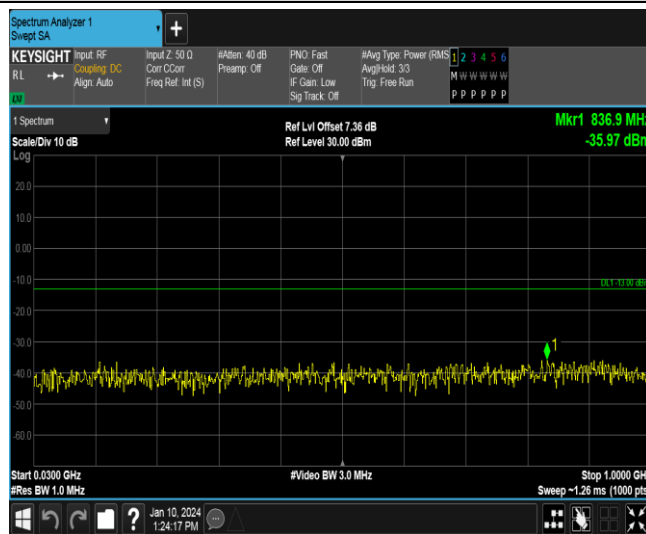 Spectrum Analyzer 1
Swept SA
+
KEYSIGHT Input: RF Input Z: 50 Ω #Atten: 40 dB PNO: Fast #Avg Type: Power (RMS 1 2 3 4 5 6
RL Coupling: DC Corr CCorr Preamp: Off Gate: Off Avg|Hold: 3/3 M W W W W W
Align: Auto Freq Ref: Int (S) IF Gain: Low Trig: Free Run
Sig Track: Off P P P P P P
1 Spectrum Ref Lvl Offset 7.36 dB Mkr1 836.9 MHz
Scale/Div 10 dB Ref Level 30.00 dBm -35.97 dBm
Log
20.0
10.0
0.00
-10.0
DL1 -13.00 dBm
-20.0
-30.0
1
-40.0
-50.0
-60.0
Start 0.0300 GHz #Video BW 3.0 MHz Stop 1.0000 GH
#Res BW 1.0 MHz Sweep ~1.26 ms (1000 pts
? Jan 10, 2024
1:24:17 PM